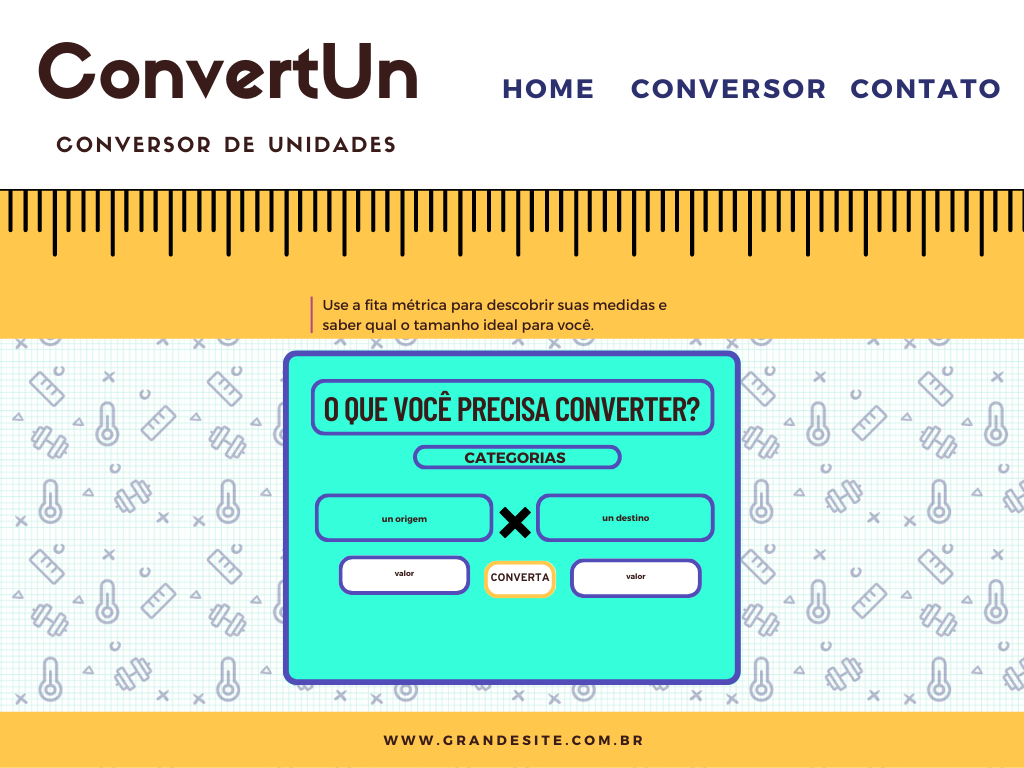 ConvertUn
CONVERSOR DE UNIDADES
HOME CONVERSOR CONTATO
Use a fita métrica para descobrir suas medidas e
saber qual o tamanho ideal para você.
O QUE VOCÊ PRECISA CONVERTER?
CATEGORIAS
un origem
un destino
valor
CONVERTA
valor
WWW.GRANDESITE.COM.BR